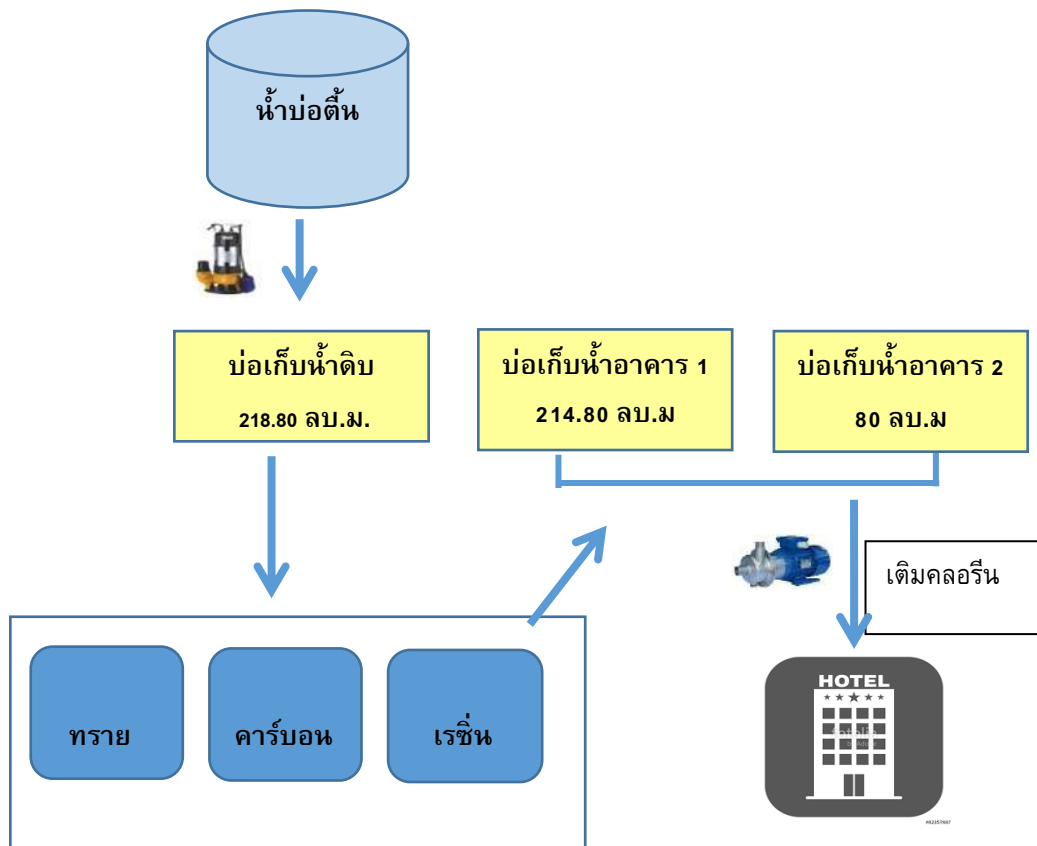 น้ำบ่อตื้น
บ่อเก็บน้ำดิบ
218.80 ลบ.ม.
บ่อเก็บน้ำอาคาร 1
214.80 ลบ.ม
บ่อเก็บน้ำอาคาร 2
80 ลบ.ม
เติมคลอรีน
ทราย
คาร์บอน
เรซิ่น
HOTEL